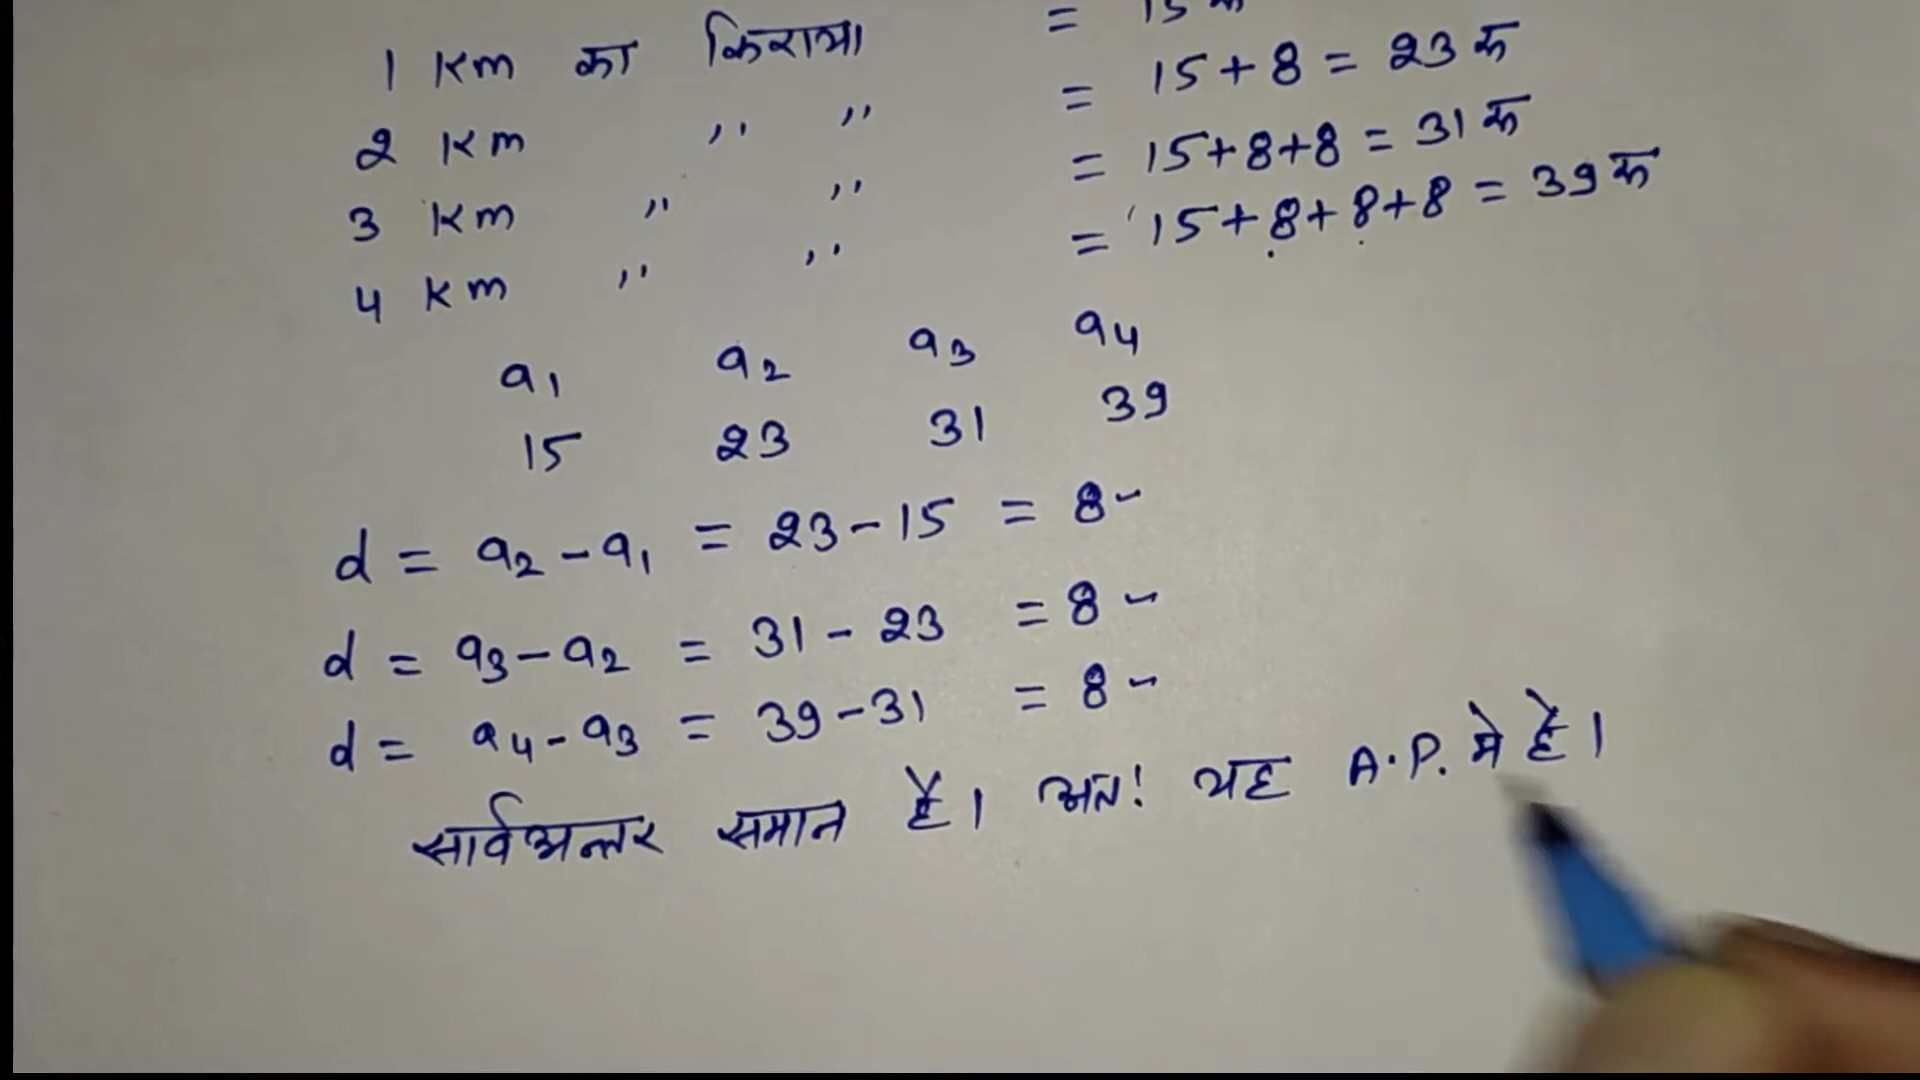 1 Km का किराया = 15 रु
2 Km ,, ,, = 15+8 = 23 रु
3 Km ,, ,, = 15+8+8 = 31 रु
4 Km ,, ,, = 15+8+8+8 = 39 रु
a1 a2 a3 a4
15 23 31 39
d = a2-a1 = 23-15 = 8
d = a3-a2 = 31-23 = 8
d = a4-a3 = 39-31 = 8
सार्वअन्तर समान है। अत! यह A.P. मे है।